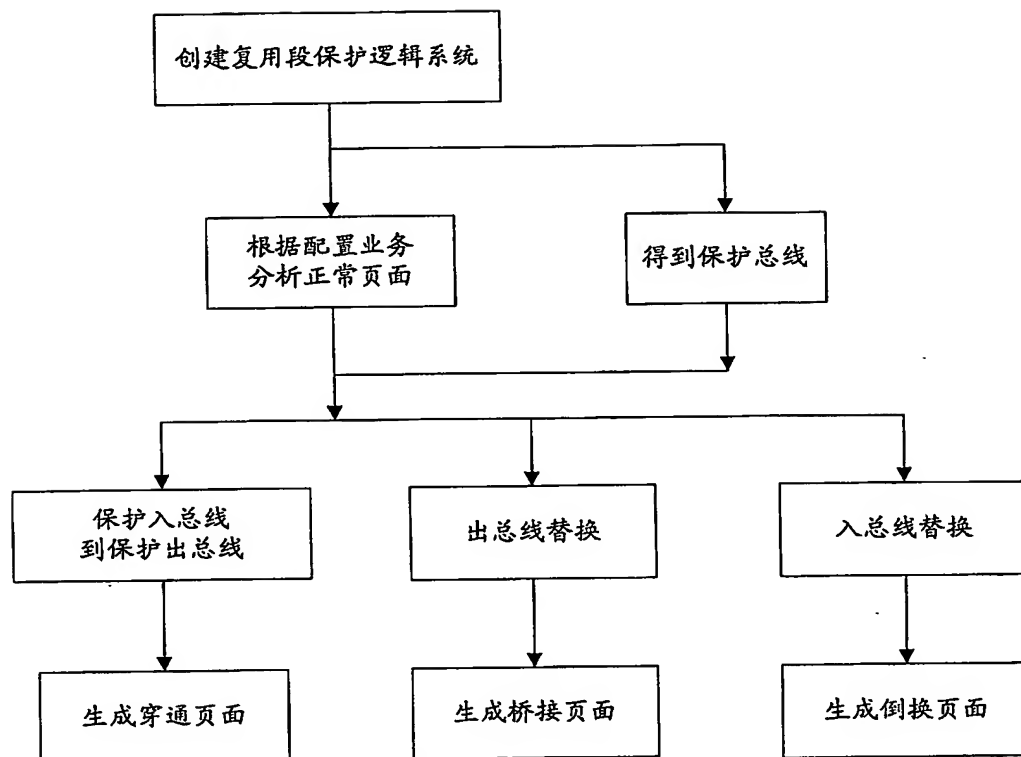 创建复用段保护逻辑系统
根据配置业务
分析正常页面
得到保护总线
保护入总线
到保护出总线
出总线替换
入总线替换
生成穿通页面
生成桥接页面
生成倒换页面